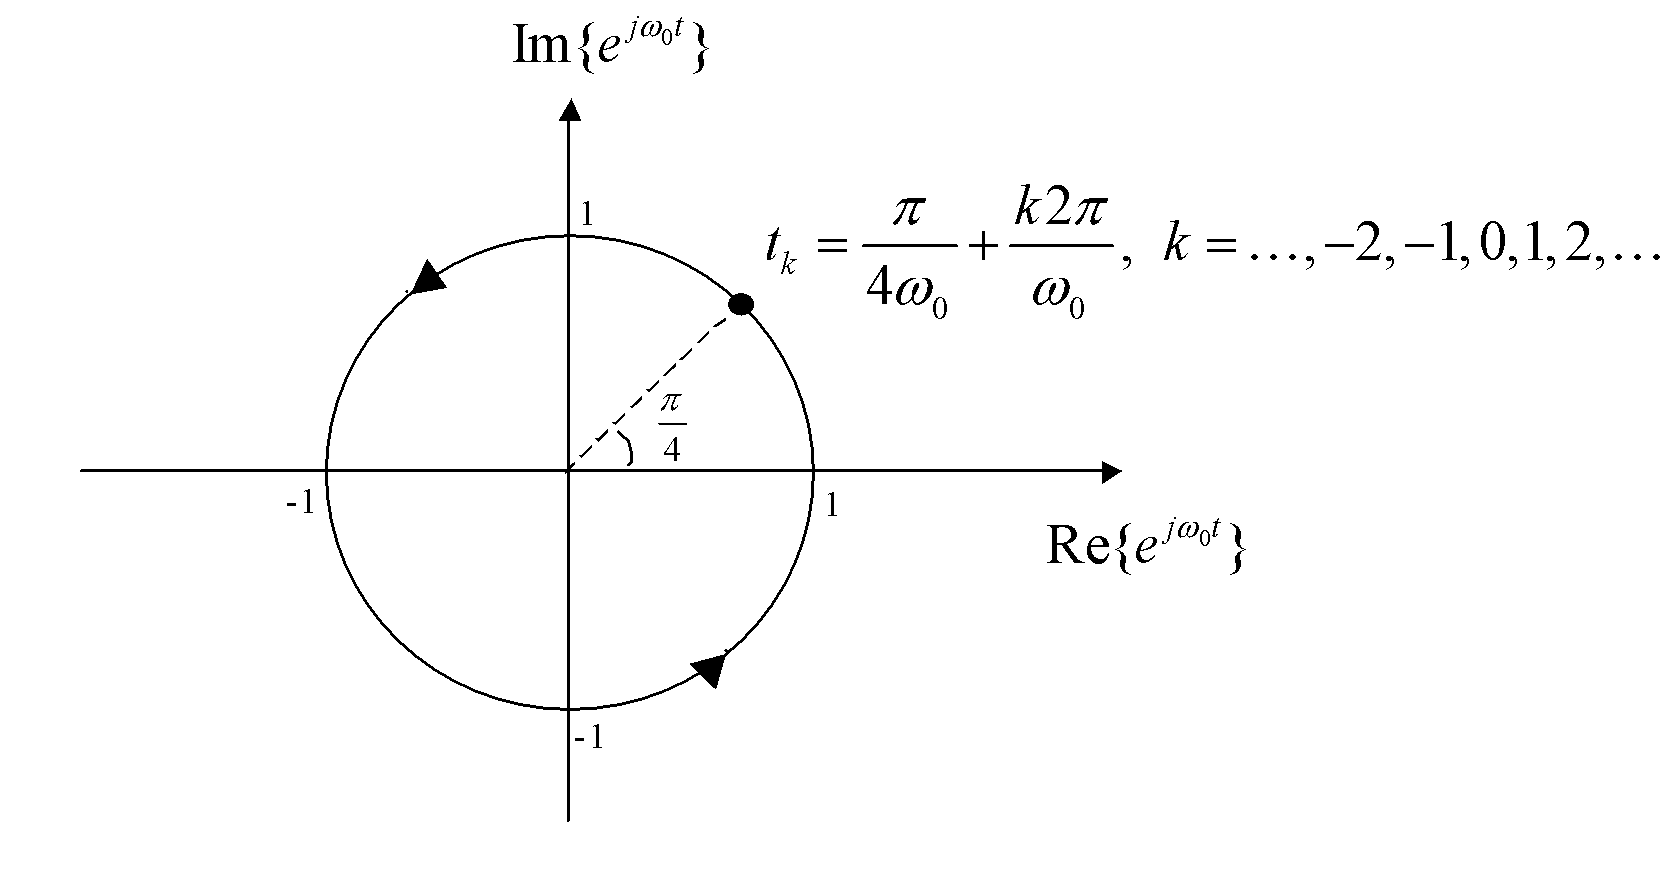 Im{e^{jω₀t}}
1
t_k = π/4ω₀ + k2π/ω₀, k = …,−2,−1,0,1,2,…
π/4
-1
1
Re{e^{jω₀t}}
-1